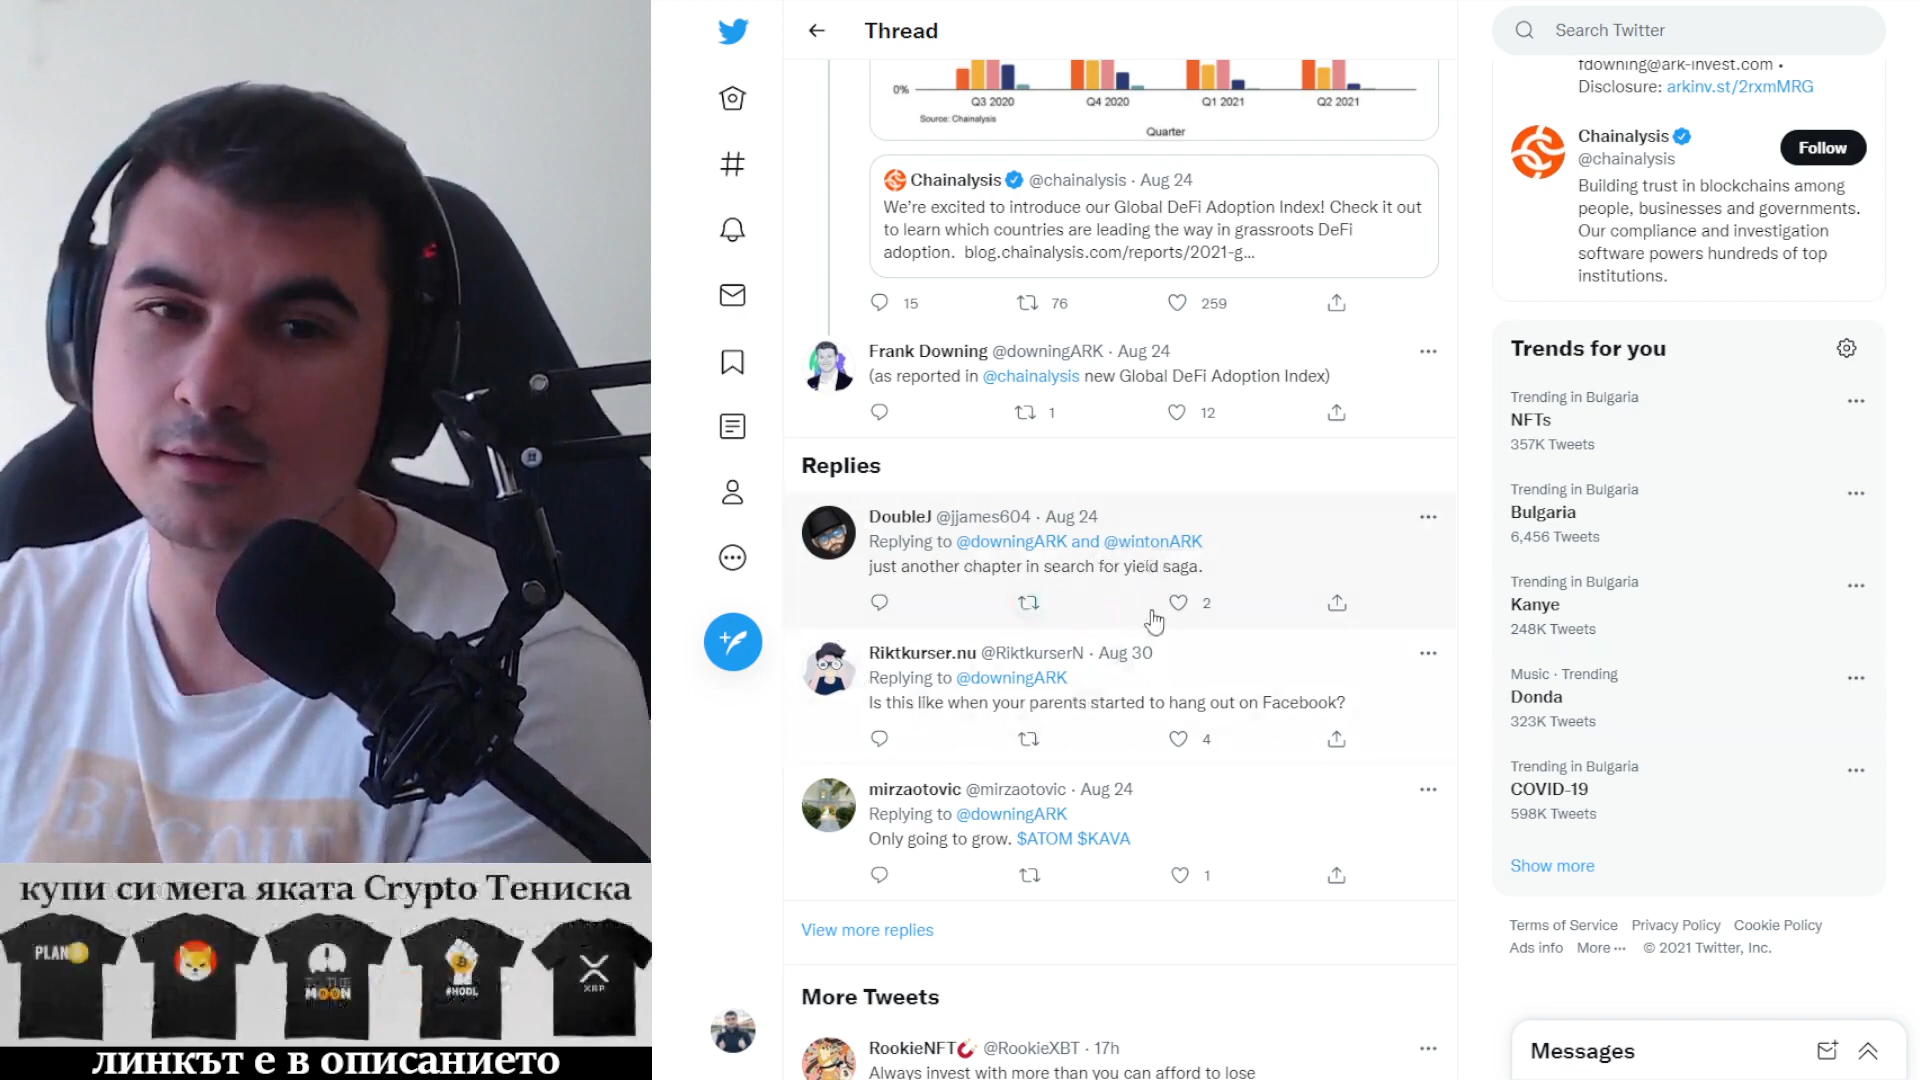 Thread
0%
Q3 2020
Q4 2020
Q1 2021
Q2 2021
Source: Chainalysis
Quarter
Chainalysis @chainalysis · Aug 24
We're excited to introduce our Global DeFi Adoption Index! Check it out
to learn which countries are leading the way in grassroots DeFi
adoption. blog.chainalysis.com/reports/2021-g...
15
76
259
Frank Downing @downingARK · Aug 24
(as reported in @chainalysis new Global DeFi Adoption Index)
1
12
Replies
DoubleJ @jjames604 · Aug 24
Replying to @downingARK and @wintonARK
just another chapter in search for yield saga.
2
Riktkurser.nu @RiktkurserN · Aug 30
Replying to @downingARK
Is this like when your parents started to hang out on Facebook?
4
mirzaotovic @mirzaotovic · Aug 24
Replying to @downingARK
Only going to grow. $ATOM $KAVA
1
View more replies
More Tweets
RookieNFT @RookieXBT · 17h
Always invest with more than you can afford to lose
Search Twitter
fdowning@ark-invest.com •
Disclosure: arkinv.st/2rxmMRG
Chainalysis
@chainalysis
Follow
Building trust in blockchains among
people, businesses and governments.
Our compliance and investigation
software powers hundreds of top
institutions.
Trends for you
Trending in Bulgaria
NFTs
357K Tweets
Trending in Bulgaria
Bulgaria
6,456 Tweets
Trending in Bulgaria
Kanye
248K Tweets
Music · Trending
Donda
323K Tweets
Trending in Bulgaria
COVID-19
598K Tweets
Show more
Terms of Service Privacy Policy Cookie Policy
Ads info More ··· © 2021 Twitter, Inc.
Messages
BITCOIN
купи си мега яката Crypto Тениска
PLAN B
TO THE
MOON
#HODL
XRP
линкът е в описанието